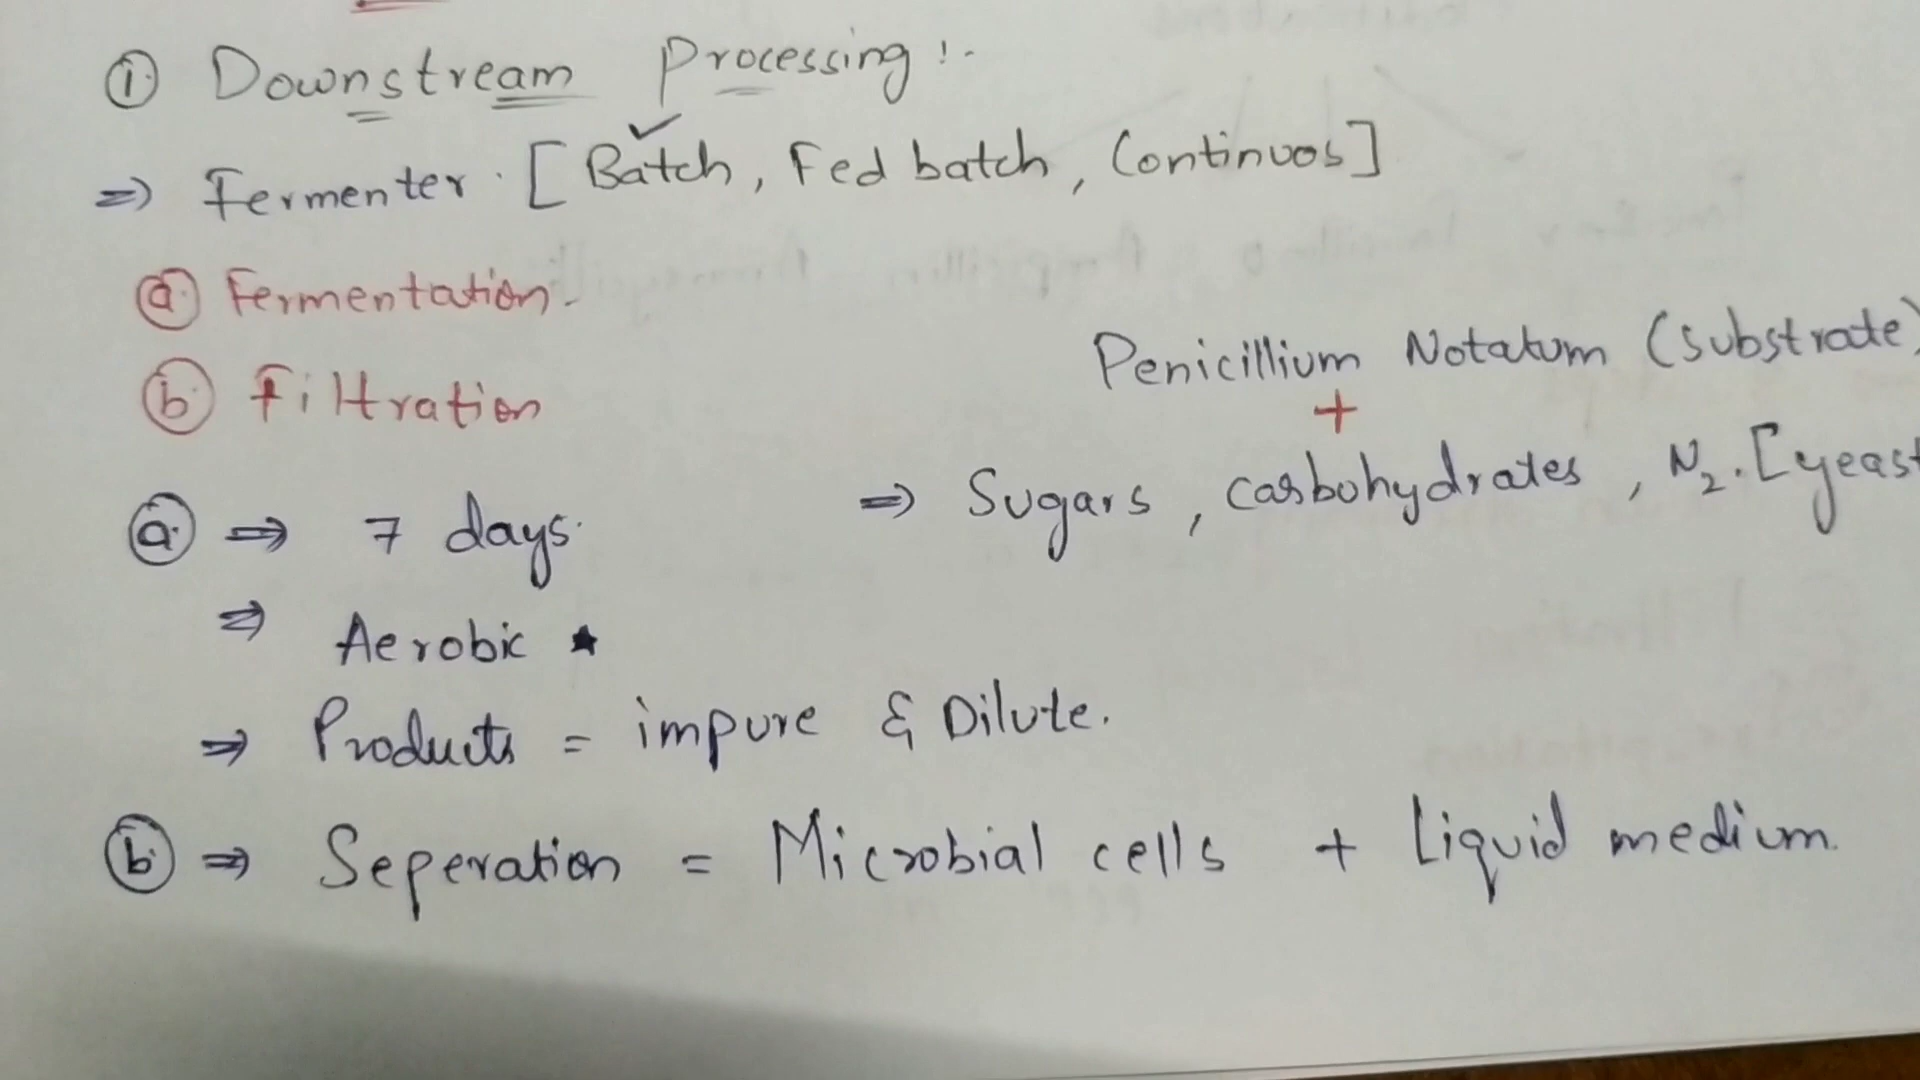 ① Downstream Processing :-
⇒ Fermenter. [Batch, Fed batch, Continuos]
ⓐ Fermentation.
ⓑ Filtration
Penicillium Notatum (substrate)
+
⇒ Sugars, carbohydrates, N₂. [yeast
ⓐ ⇒ 7 days.
⇒ Aerobic ★
⇒ Products = impure & Dilute.
ⓑ ⇒ Seperation = Microbial cells + Liquid medium.